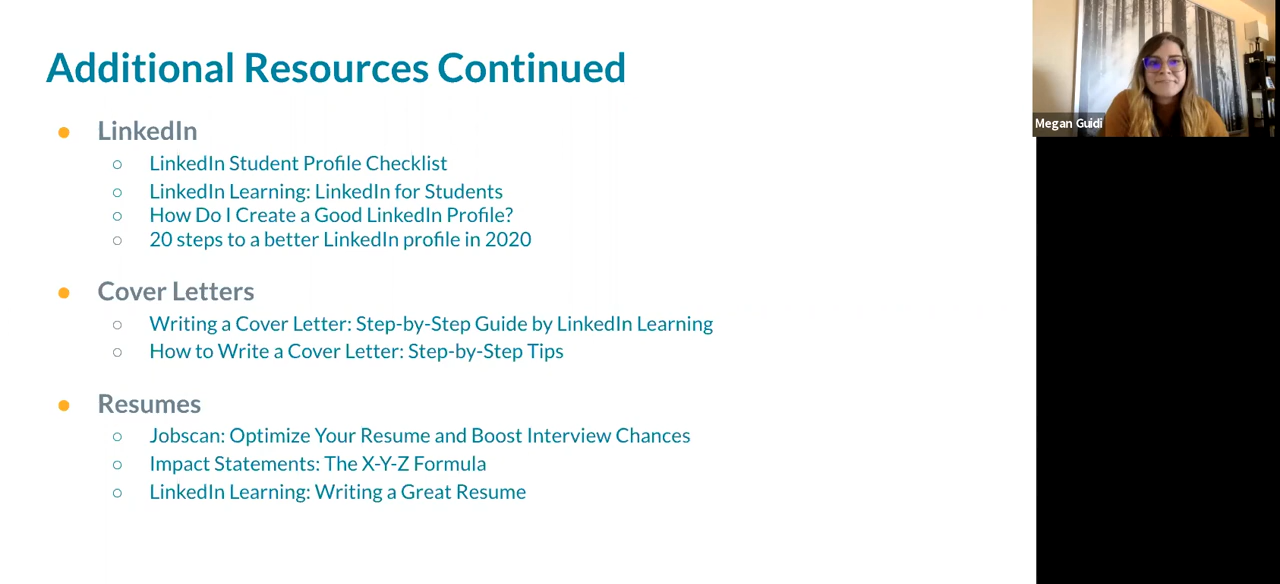 Additional Resources Continued
Megan Guidi
● LinkedIn
○ LinkedIn Student Profile Checklist
○ LinkedIn Learning: LinkedIn for Students
○ How Do I Create a Good LinkedIn Profile?
○ 20 steps to a better LinkedIn profile in 2020
● Cover Letters
○ Writing a Cover Letter: Step-by-Step Guide by LinkedIn Learning
○ How to Write a Cover Letter: Step-by-Step Tips
● Resumes
○ Jobscan: Optimize Your Resume and Boost Interview Chances
○ Impact Statements: The X-Y-Z Formula
○ LinkedIn Learning: Writing a Great Resume